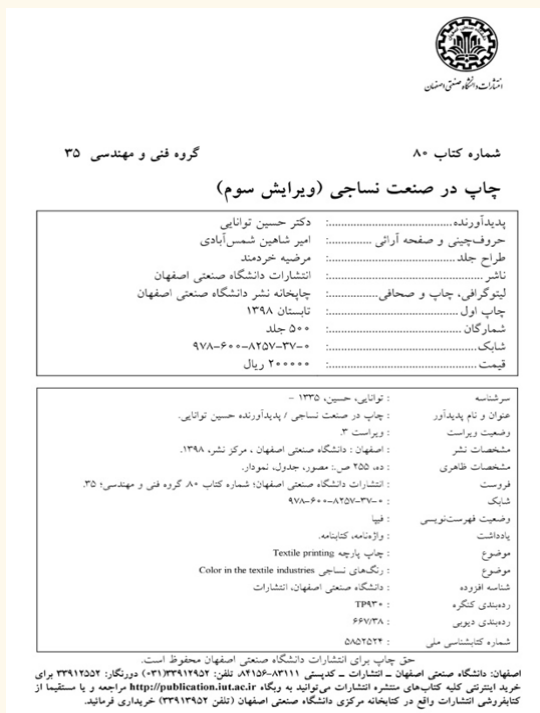 انتشارات دانشگاه صنعتی اصفهان
شماره کتاب ۸۰ گروه فنی و مهندسی ۳۵
چاپ در صنعت نساجی (ویرایش سوم)
پدیدآورنده................................: دکتر حسین توانایی
حروف‌چینی و صفحه آرائی ..............: امیر شاهین شمس‌آبادی
طراح جلد................................: مرضیه خردمند
ناشر ................................: انتشارات دانشگاه صنعتی اصفهان
لیتوگرافی، چاپ و صحافی................: چاپخانه نشر دانشگاه صنعتی اصفهان
چاپ اول ................................: تابستان ۱۳۹۸
شمارگان ................................: ۵۰۰ جلد
شابک................................: ۹۷۸-۶۰۰-۸۲۵۷-۳۷-۰
قیمت ................................: ۲۰۰۰۰۰ ریال
سرشناسه : توانایی، حسین، ۱۳۳۵ -
عنوان و نام پدیدآور : چاپ در صنعت نساجی / پدیدآورنده حسین توانایی.
وضعیت ویراست : ویراست ۳.
مشخصات نشر : اصفهان : دانشگاه صنعتی اصفهان ، مرکز نشر، ۱۳۹۸.
مشخصات ظاهری : ده، ۲۵۵ ص.: مصور، جدول، نمودار.
فروست : انتشارات دانشگاه صنعتی اصفهان؛ شماره کتاب ۸۰. گروه فنی و مهندسی؛ ۳۵.
شابک : ۹۷۸-۶۰۰-۸۲۵۷-۳۷-۰
وضعیت فهرست‌نویسی : فیپا
یادداشت : واژه‌نامه، کتابنامه.
موضوع : چاپ پارچه Textile printing
موضوع : رنگ‌های نساجی Color in the textile industries
شناسه افزوده : دانشگاه صنعتی اصفهان، انتشارات
رده‌بندی کنگره : TP۹۳۰
رده‌بندی دیویی : ۶۶۷/۳۸
شماره کتابشناسی ملی : ۵۸۵۲۵۲۴
حق چاپ برای انتشارات دانشگاه صنعتی اصفهان محفوظ است.
اصفهان: دانشگاه صنعتی اصفهان – انتشارات – کدپستی ۸۳۱۱۱-۸۴۱۵۶ تلفن: ۳۳۹۱۲۹۵۲(۰۳۱) دورنگار: ۳۳۹۱۲۵۵۲ برای
خرید اینترنتی کلیه کتاب‌های منتشره انتشارات می‌توانید به وبگاه http://publication.iut.ac.ir مراجعه و یا مستقیما از
کتابفروشی انتشارات واقع در کتابخانه مرکزی دانشگاه صنعتی اصفهان (تلفن ۳۳۹۱۳۹۵۲) خریداری فرمائید.